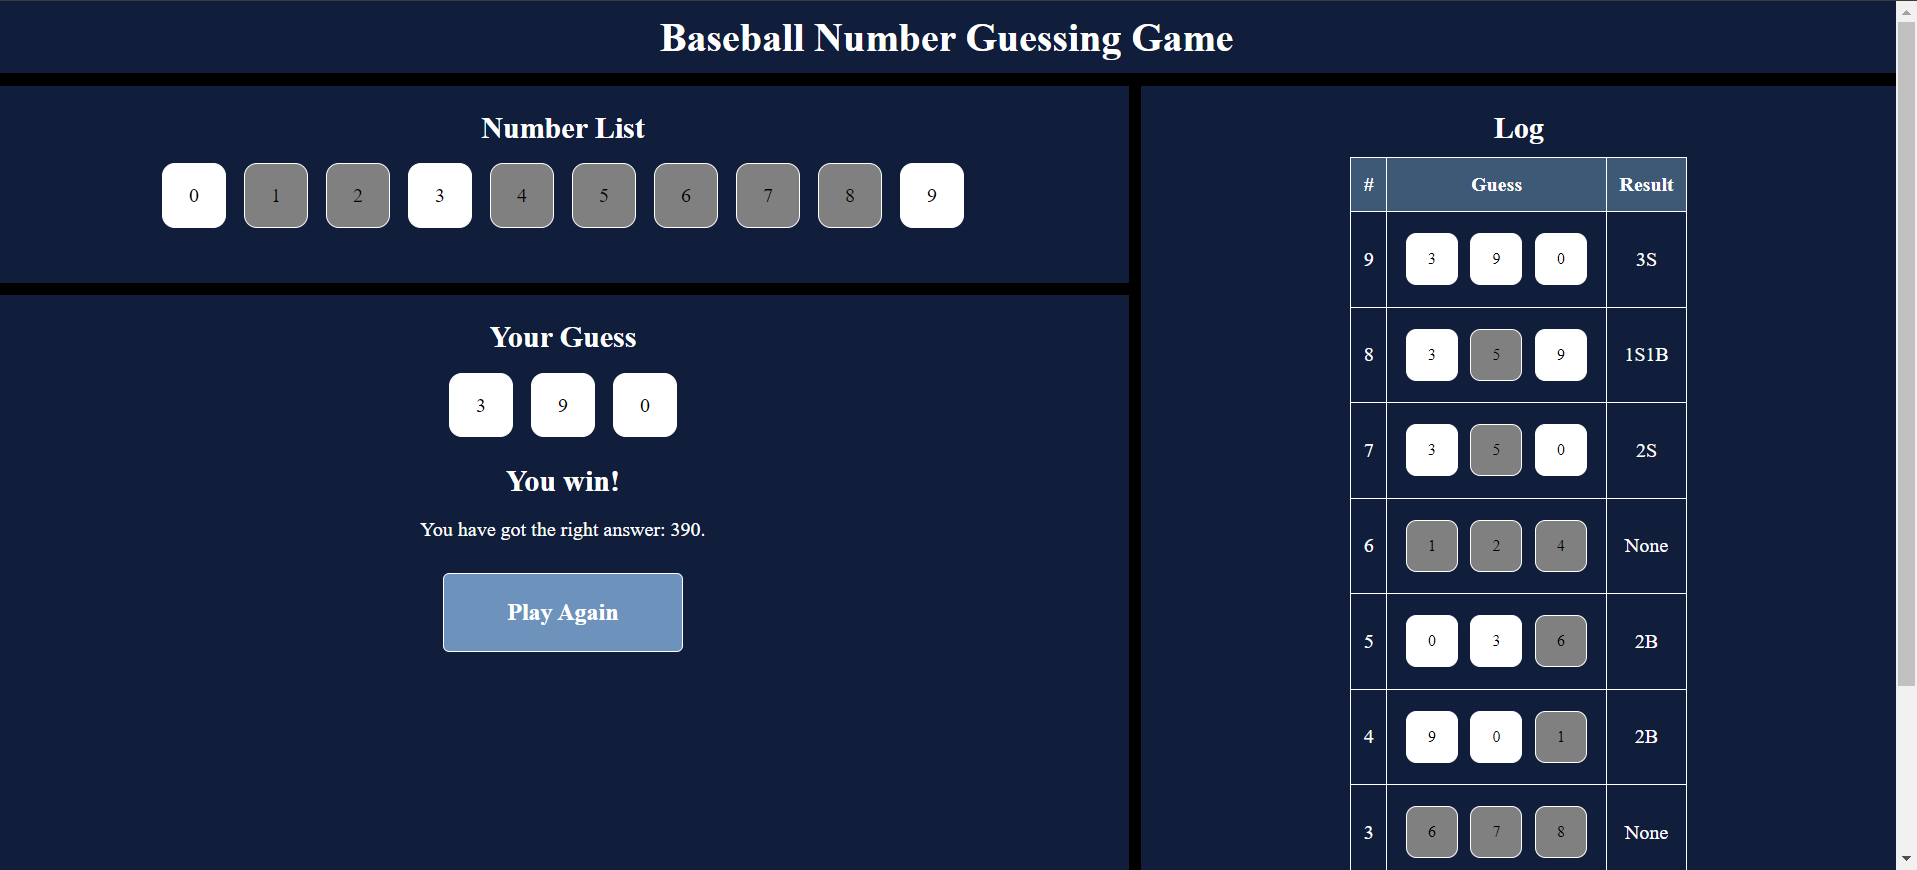 Baseball Number Guessing Game
Number List
0 1 2 3 4 5 6 7 8 9
Your Guess
3 9 0
You win!
You have got the right answer: 390.
Play Again
Log
# Guess Result
9 3 9 0 3S
8 3 5 9 1S1B
7 3 5 0 2S
6 1 2 4 None
5 0 3 6 2B
4 9 0 1 2B
3 6 7 8 None